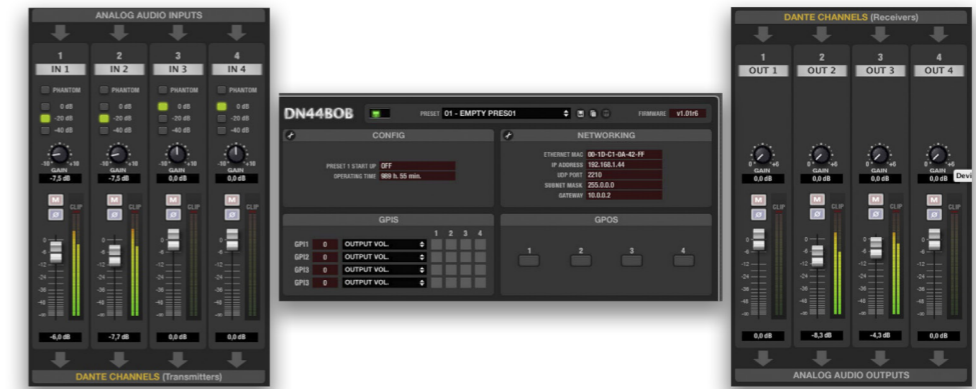 ANALOG AUDIO INPUTS
1 2 3 4
IN 1 IN 2 IN 3 IN 4
PHANTOM PHANTOM PHANTOM PHANTOM
0 dB 0 dB 0 dB 0 dB
-20 dB -20 dB -20 dB -20 dB
-40 dB -40 dB -40 dB -40 dB
-10 +10 -10 +10 -10 +10 -10 +10
GAIN GAIN GAIN GAIN
-7,5 dB -7,5 dB 0,0 dB 0,0 dB
M M M M
CLIP CLIP CLIP CLIP
Ø Ø Ø Ø
-6,0 dB -7,7 dB 0,0 dB 0,0 dB
DANTE CHANNELS (Transmitters)
DN44BOB PRESET 01 - EMPTY PRES01 FIRMWARE v1.01r6
CONFIG
PRESET 1 START UP OFF
OPERATING TIME 989 h. 55 min.
NETWORKING
ETHERNET MAC 00-1D-C1-0A-42-FF
IP ADDRESS 192.168.1.44
UDP PORT 2210
SUBNET MASK 255.0.0.0
GATEWAY 10.0.0.2
GPIS
1 2 3 4
GPI1 0 OUTPUT VOL.
GPI2 0 OUTPUT VOL.
GPI3 0 OUTPUT VOL.
GPI3 0 OUTPUT VOL.
GPOS
1 2 3 4
DANTE CHANNELS (Receivers)
1 2 3 4
OUT 1 OUT 2 OUT 3 OUT 4
GAIN GAIN GAIN GAIN
0,0 dB 0,0 dB 0,0 dB 0,0 dB
Devi
M M M M
CLIP CLIP CLIP CLIP
Ø Ø Ø Ø
0,0 dB -8,3 dB -4,3 dB 0,0 dB
ANALOG AUDIO OUTPUTS